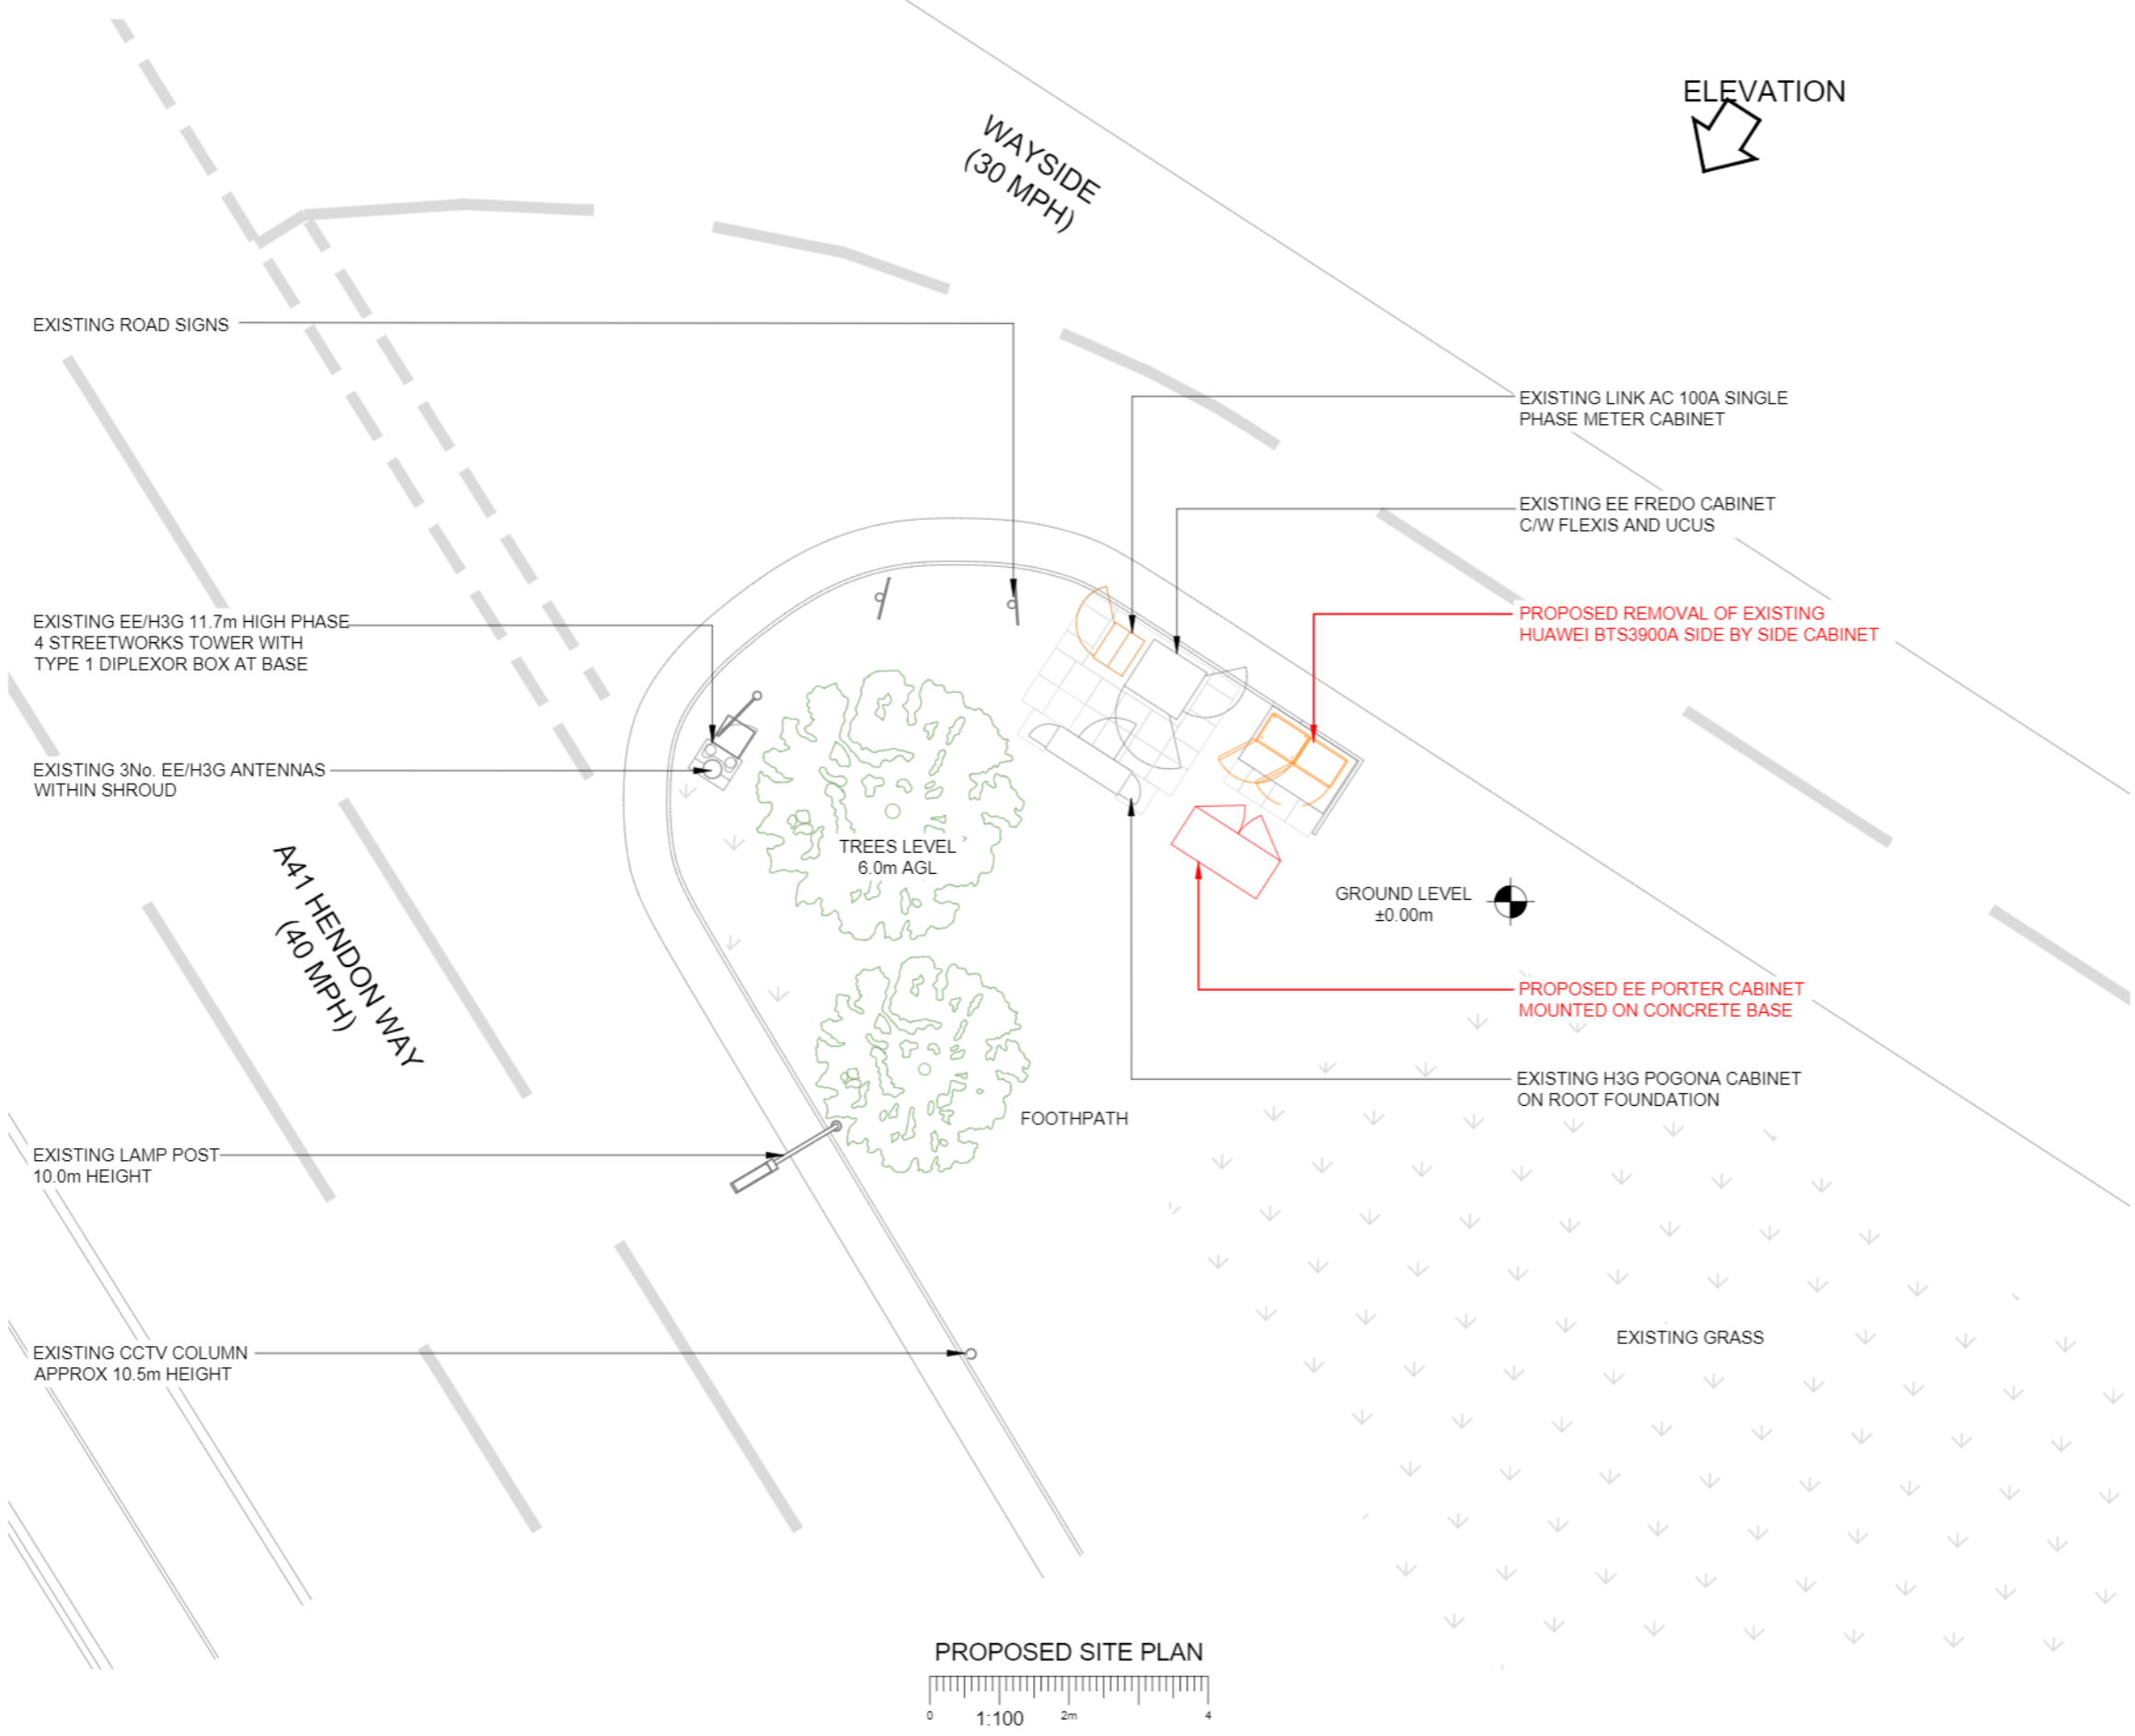 ELEVATION
WAYSIDE
(30 MPH)
EXISTING ROAD SIGNS
EXISTING LINK AC 100A SINGLE
PHASE METER CABINET
EXISTING EE FREDO CABINET
C/W FLEXIS AND UCUS
PROPOSED REMOVAL OF EXISTING
HUAWEI BTS3900A SIDE BY SIDE CABINET
EXISTING EE/H3G 11.7m HIGH PHASE
4 STREETWORKS TOWER WITH
TYPE 1 DIPLEXOR BOX AT BASE
EXISTING 3No. EE/H3G ANTENNAS
WITHIN SHROUD
TREES LEVEL
6.0m AGL
A41 HENDON WAY
(40 MPH)
GROUND LEVEL
±0.00m
PROPOSED EE PORTER CABINET
MOUNTED ON CONCRETE BASE
EXISTING H3G POGONA CABINET
ON ROOT FOUNDATION
FOOTHPATH
EXISTING LAMP POST
10.0m HEIGHT
EXISTING GRASS
EXISTING CCTV COLUMN
APPROX 10.5m HEIGHT
PROPOSED SITE PLAN
0 1:100 2m 4